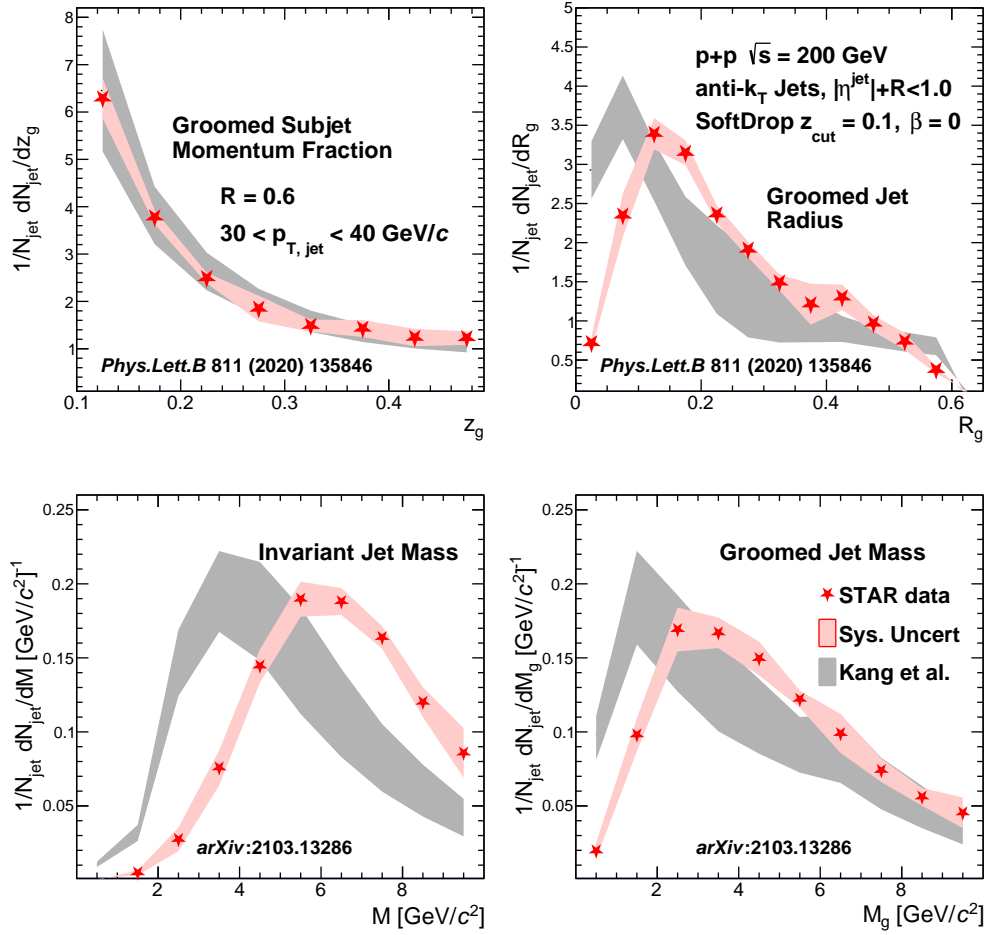 8
7
6
5
4
3
2
1
1/N_jet dN_jet/dz_g
Groomed Subjet
Momentum Fraction
R = 0.6
30 < p_T, jet < 40 GeV/c
Phys.Lett.B 811 (2020) 135846
0.1 0.2 0.3 0.4
z_g
5
4.5
4
3.5
3
2.5
2
1.5
1
0.5
1/N_jet dN_jet/dR_g
p+p √s = 200 GeV
anti-k_T Jets, |η^jet|+R<1.0
SoftDrop z_cut = 0.1, β = 0
Groomed Jet
Radius
Phys.Lett.B 811 (2020) 135846
0 0.2 0.4 0.6
R_g
0.25
0.2
0.15
0.1
0.05
1/N_jet dN_jet/dM [GeV/c²]⁻¹
Invariant Jet Mass
arXiv:2103.13286
2 4 6 8
M [GeV/c²]
0.25
0.2
0.15
0.1
0.05
1/N_jet dN_jet/dM_g [GeV/c²]⁻¹
Groomed Jet Mass
STAR data
Sys. Uncert
Kang et al.
arXiv:2103.13286
2 4 6 8
M_g [GeV/c²]